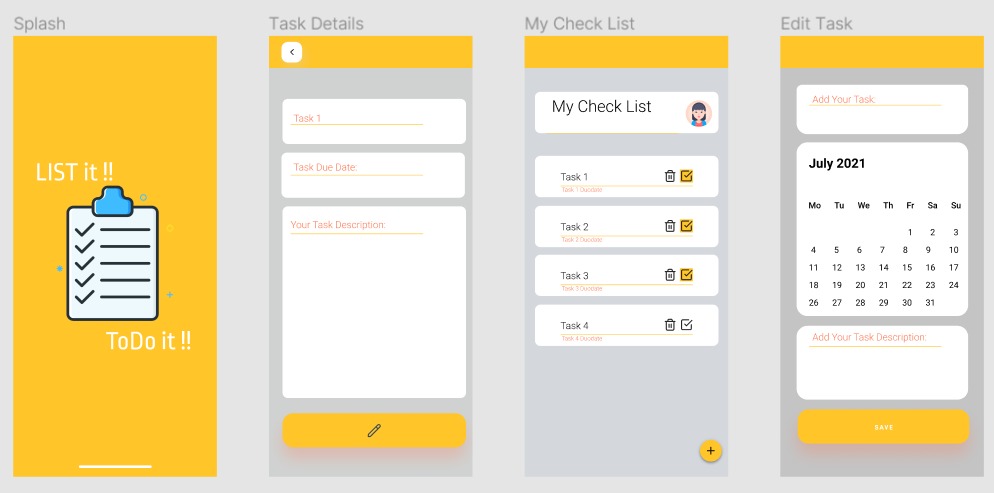 Splash
LIST it !!
ToDo it !!
Task Details
Task 1
Task Due Date:
Your Task Description:
My Check List
My Check List
Task 1
Task 1 Duedate
Task 2
Task 2 Duedate
Task 3
Task 3 Duedate
Task 4
Task 4 Duedate
+
Edit Task
Add Your Task:
July 2021
Mo Tu We Th Fr Sa Su
1 2 3
4 5 6 7 8 9 10
11 12 13 14 15 16 17
18 19 20 21 22 23 24
26 27 28 29 30 31
Add Your Task Description:
SAVE